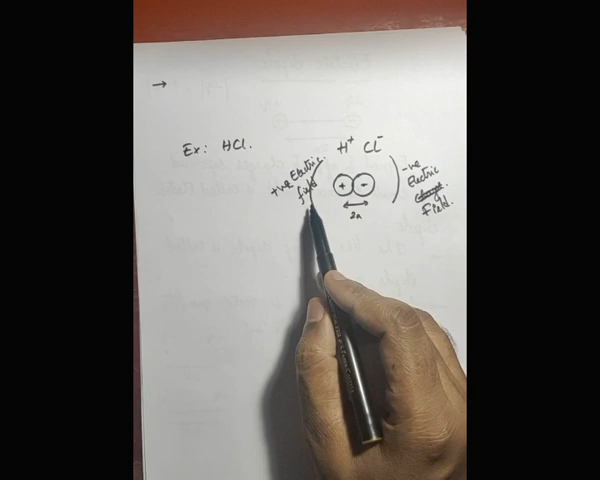 →
Ex: HCl. H⁺ Cl⁻
+ve Electric
field
-ve
Electric
Field.
+ -
2a